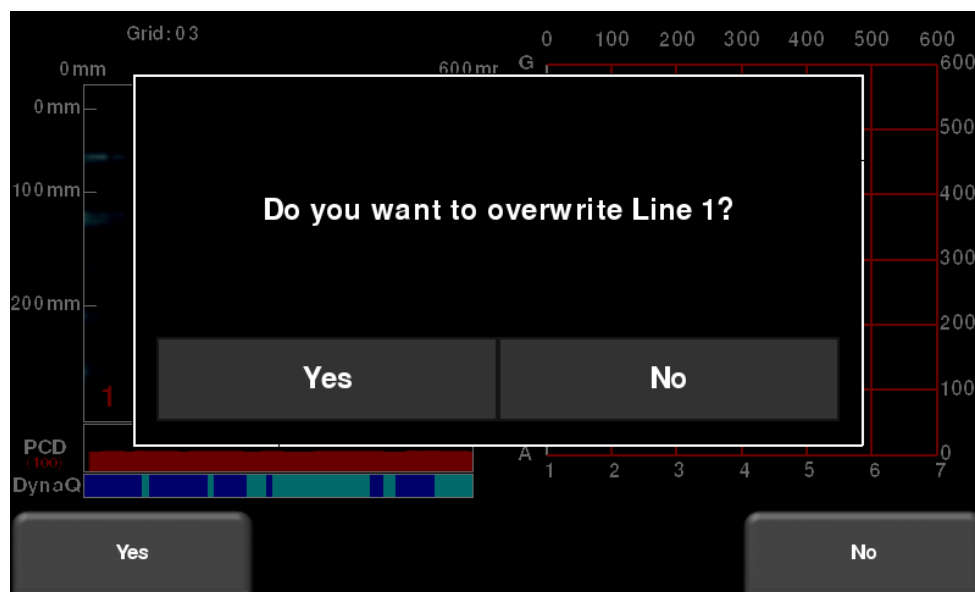 Grid:03
0 mm 600 mr
0 mm
100 mm
200 mm
1
PCD
(100)
DynaQ
0 100 200 300 400 500 600
G
600
500
400
300
200
100
0
A
1 2 3 4 5 6 7
Do you want to overwrite Line 1?
Yes No
Yes No